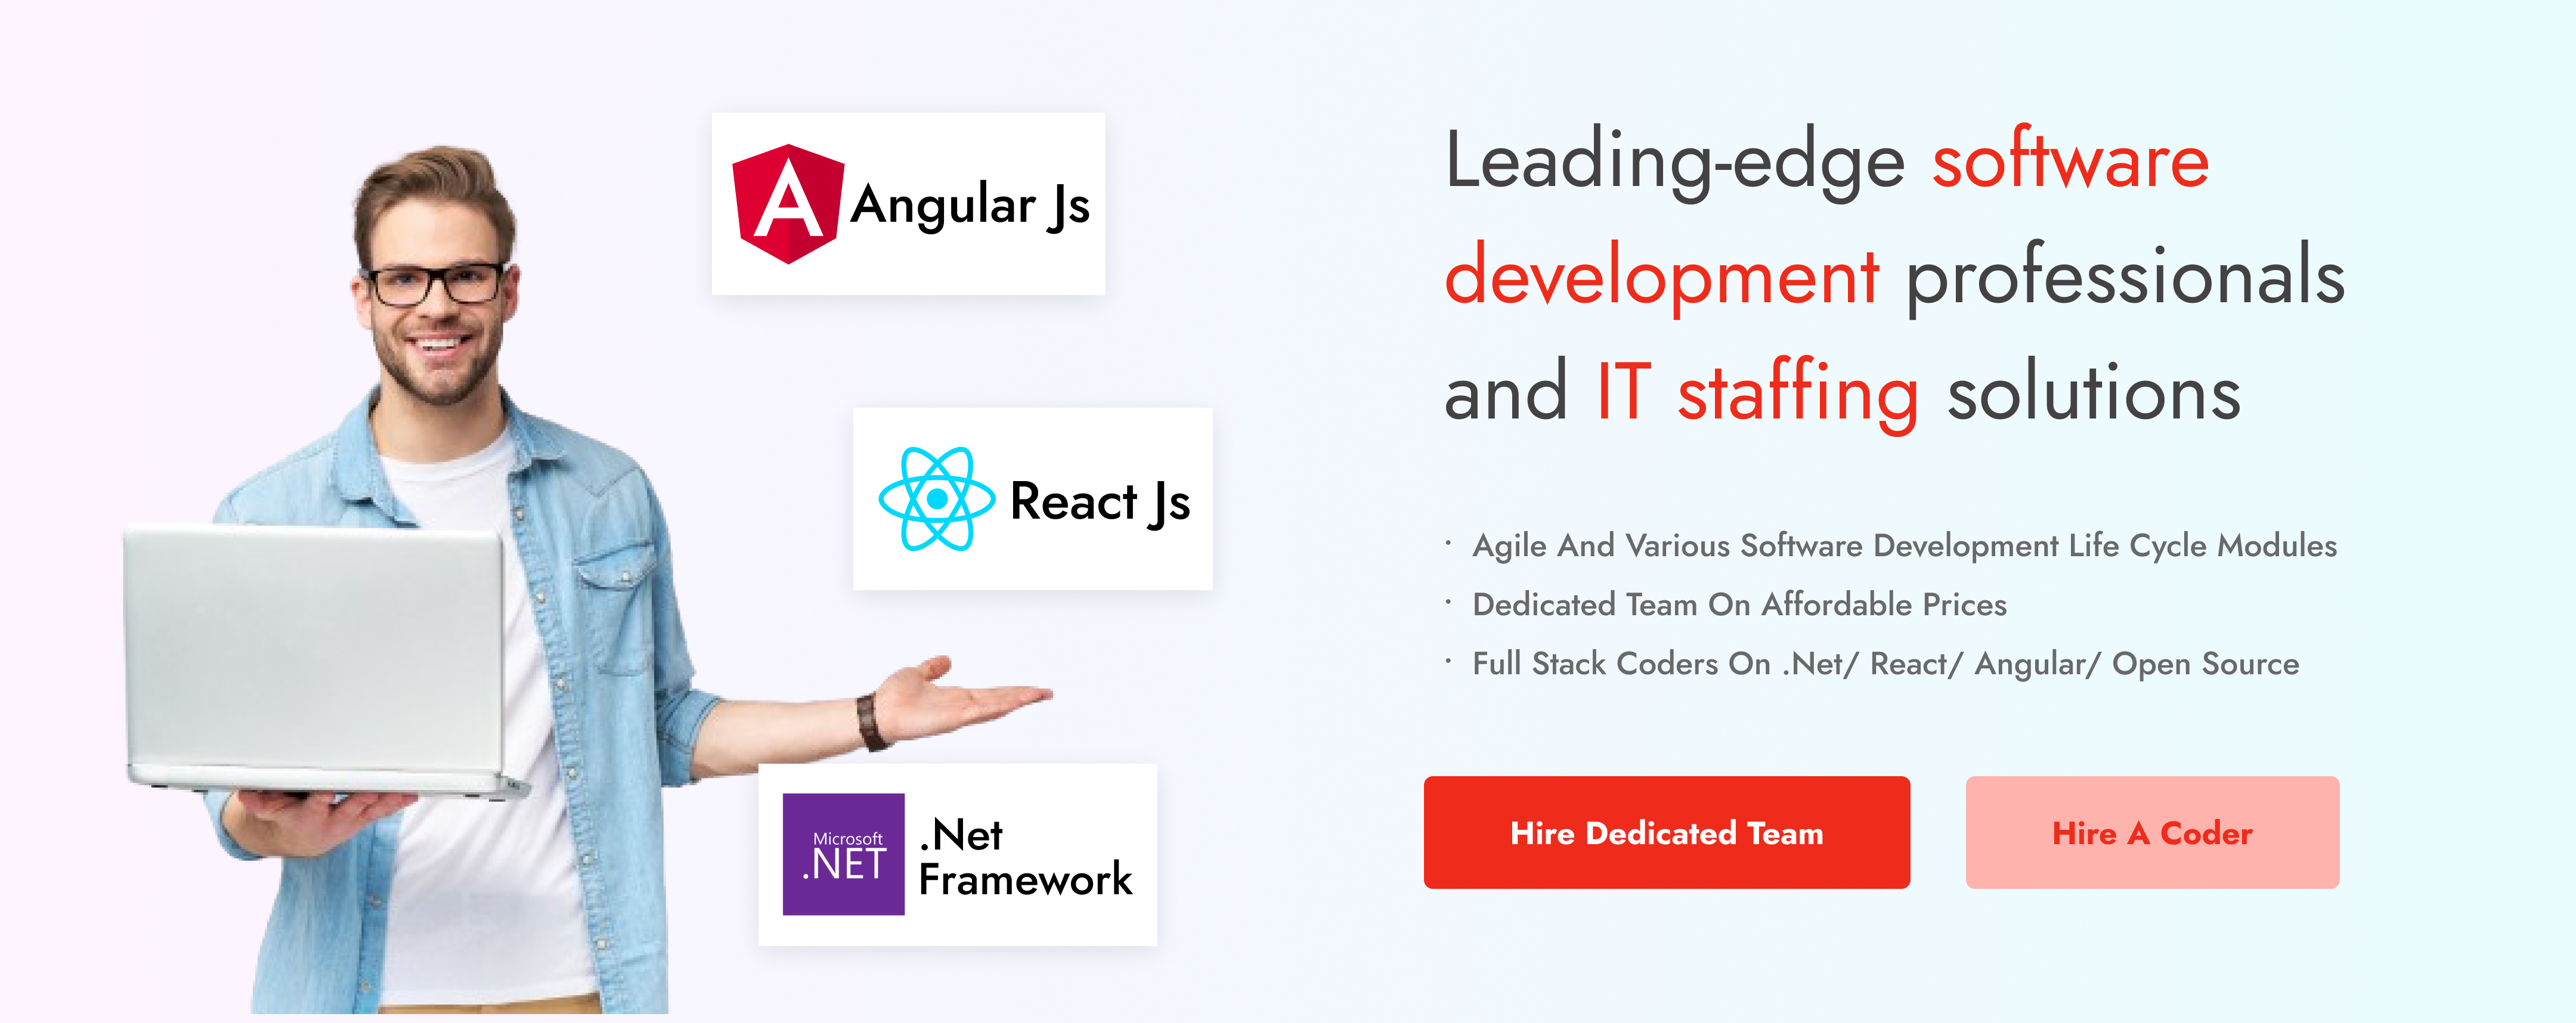 Angular Js
React Js
Microsoft
.NET
.Net
Framework
Leading-edge software
development professionals
and IT staffing solutions
· Agile And Various Software Development Life Cycle Modules
· Dedicated Team On Affordable Prices
· Full Stack Coders On .Net/ React/ Angular/ Open Source
Hire Dedicated Team
Hire A Coder